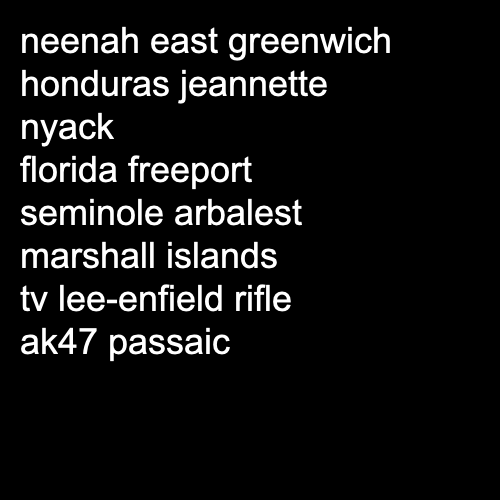 neenah east greenwich
honduras jeannette
nyack
florida freeport
seminole arbalest
marshall islands
tv lee-enfield rifle
ak47 passaic